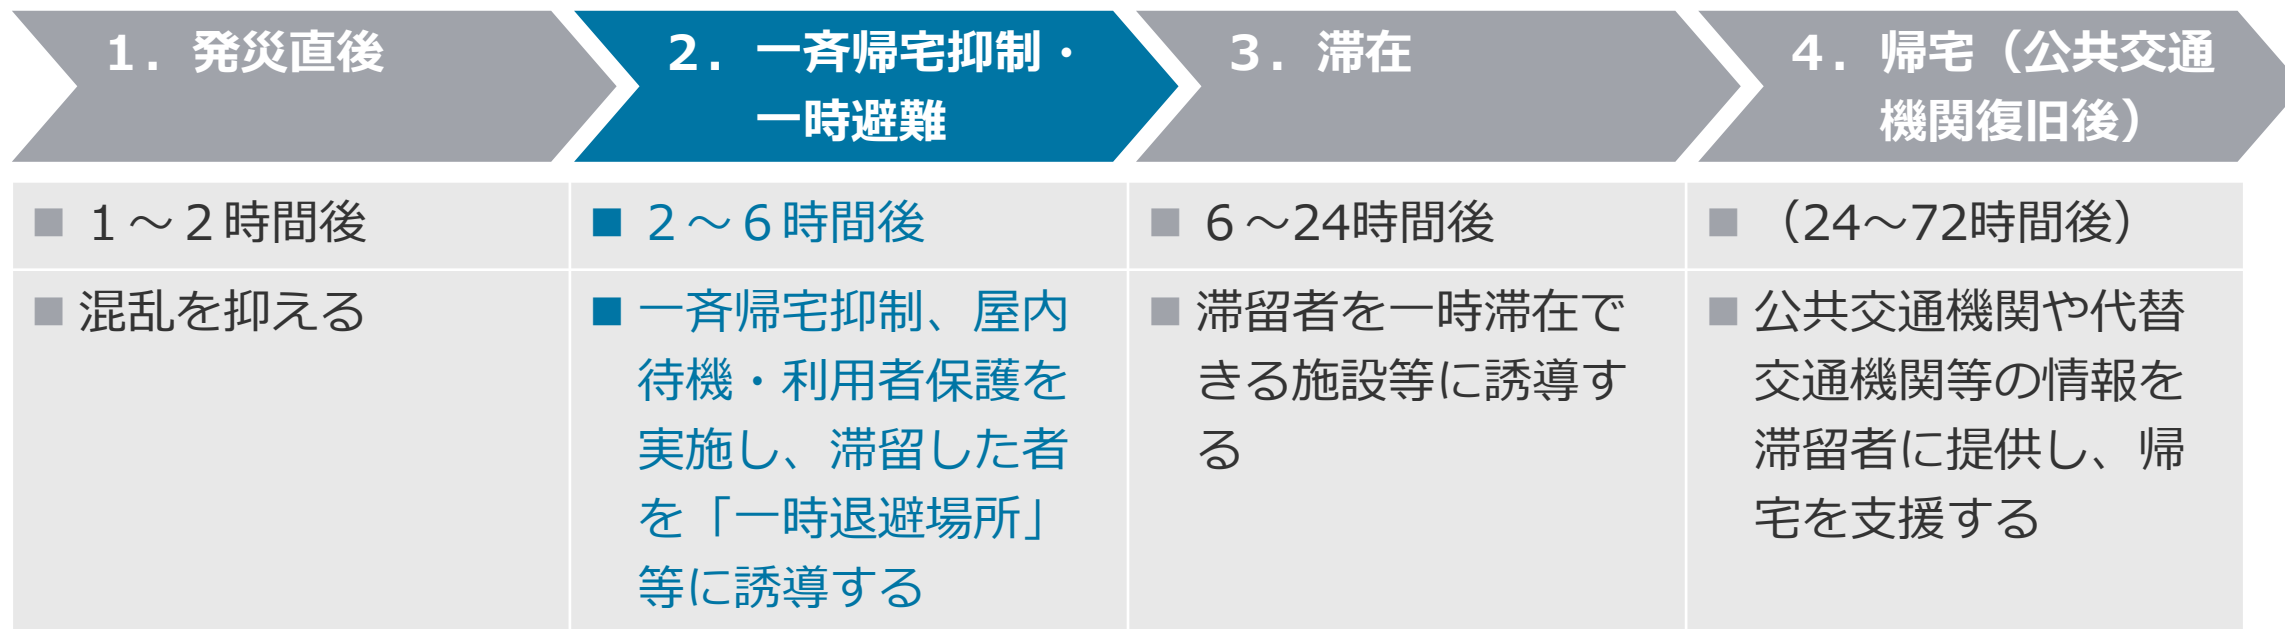 １．発災直後
２．一斉帰宅抑制・
一時避難
３．滞在
４．帰宅（公共交通
機関復旧後）
■ １～２時間後
■ ２～６時間後
■ ６～24時間後
■ （24～72時間後）
■ 混乱を抑える
■ 一斉帰宅抑制、屋内
待機・利用者保護を
実施し、滞留した者
を「一時退避場所」
等に誘導する
■ 滞留者を一時滞在で
きる施設等に誘導す
る
■ 公共交通機関や代替
交通機関等の情報を
滞留者に提供し、帰
宅を支援する